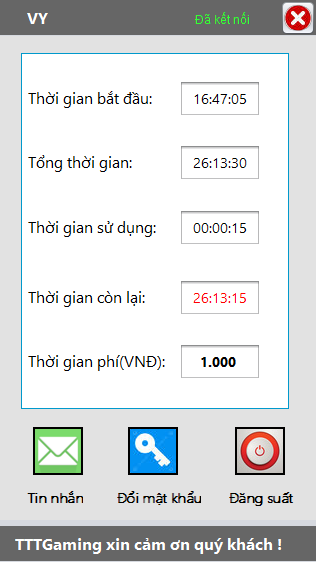 VY Đã kết nối
Thời gian bắt đầu: 16:47:05
Tổng thời gian: 26:13:30
Thời gian sử dụng: 00:00:15
Thời gian còn lại: 26:13:15
Thời gian phí(VNĐ): 1.000
Tin nhắn Đổi mật khẩu Đăng suất
TTTGaming xin cảm ơn quý khách !